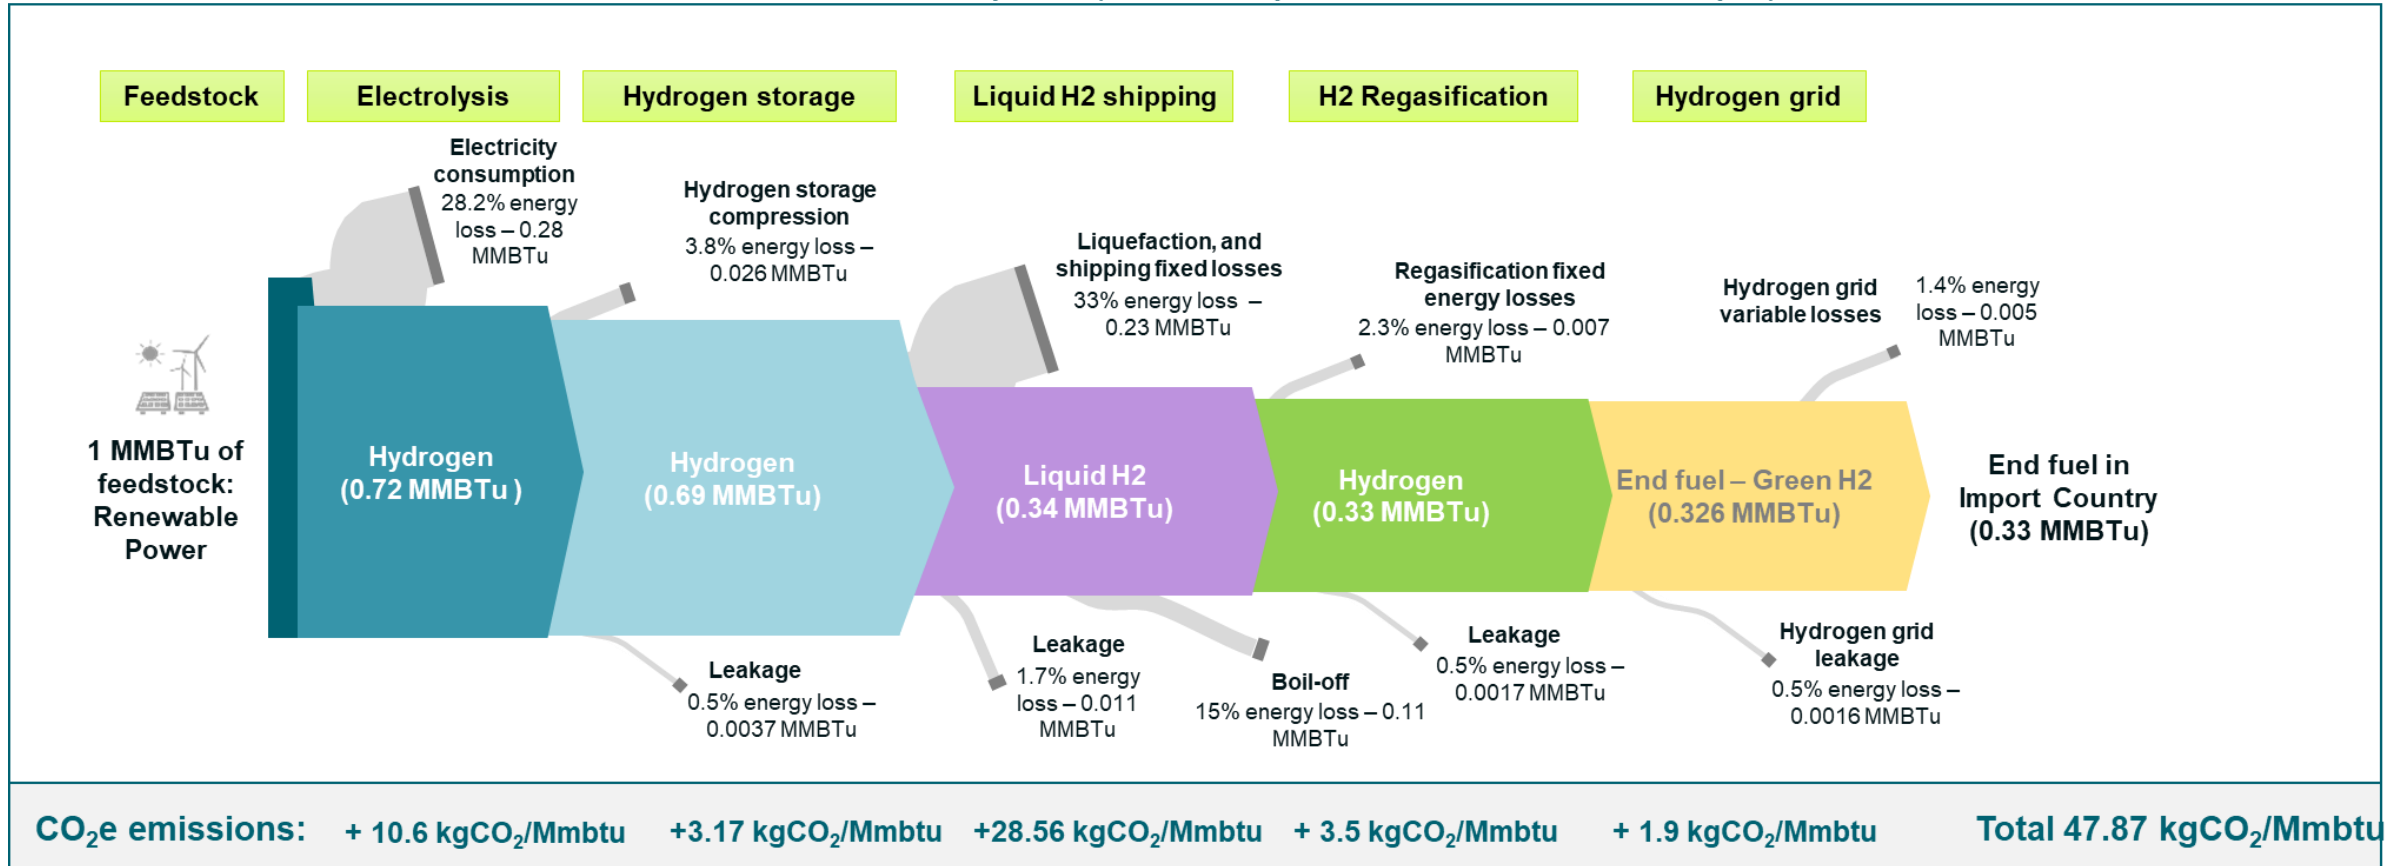 Feedstock
Electrolysis
Hydrogen storage
Liquid H2 shipping
H2 Regasification
Hydrogen grid
Electricity
consumption
28.2% energy
loss – 0.28
MMBTu
Hydrogen storage
compression
3.8% energy loss –
0.026 MMBTu
Liquefaction, and
shipping fixed losses
33% energy loss –
0.23 MMBTu
Regasification fixed
energy losses
2.3% energy loss – 0.007
MMBTu
Hydrogen grid
variable losses
1.4% energy
loss – 0.005
MMBTu
1 MMBTu of
feedstock:
Renewable
Power
Hydrogen
(0.72 MMBTu )
Hydrogen
(0.69 MMBTu)
Liquid H2
(0.34 MMBTu)
Hydrogen
(0.33 MMBTu)
End fuel – Green H2
(0.326 MMBTu)
End fuel in
Import Country
(0.33 MMBTu)
Leakage
0.5% energy loss –
0.0037 MMBTu
Leakage
1.7% energy
loss – 0.011
MMBTu
Boil-off
15% energy loss – 0.11
MMBTu
Leakage
0.5% energy loss –
0.0017 MMBTu
Hydrogen grid
leakage
0.5% energy loss –
0.0016 MMBTu
CO₂e emissions:
+ 10.6 kgCO₂/Mmbtu
+3.17 kgCO₂/Mmbtu
+28.56 kgCO₂/Mmbtu
+ 3.5 kgCO₂/Mmbtu
+ 1.9 kgCO₂/Mmbtu
Total 47.87 kgCO₂/Mmbtu